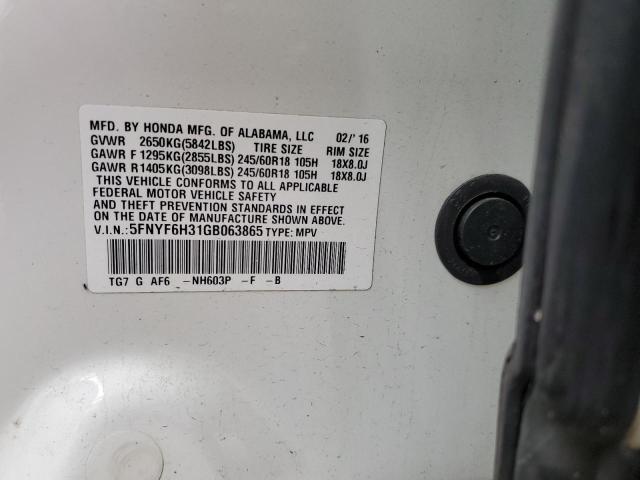 MFD. BY HONDA MFG. OF ALABAMA, LLC 02/'16
GVWR 2650KG(5842LBS) TIRE SIZE RIM SIZE
GAWR F 1295KG(2855LBS) 245/60R18 105H 18X8.0J
GAWR R1405KG(3098LBS) 245/60R18 105H 18X8.0J
THIS VEHICLE CONFORMS TO ALL APPLICABLE
FEDERAL MOTOR VEHICLE SAFETY
AND THEFT PREVENTION STANDARDS IN EFFECT
ON THE DATE OF MANUFACTURE SHOWN ABOVE.
V.I.N.: 5FNYF6H31GB063865 TYPE: MPV
TG7 G AF6 -NH603P -F -B